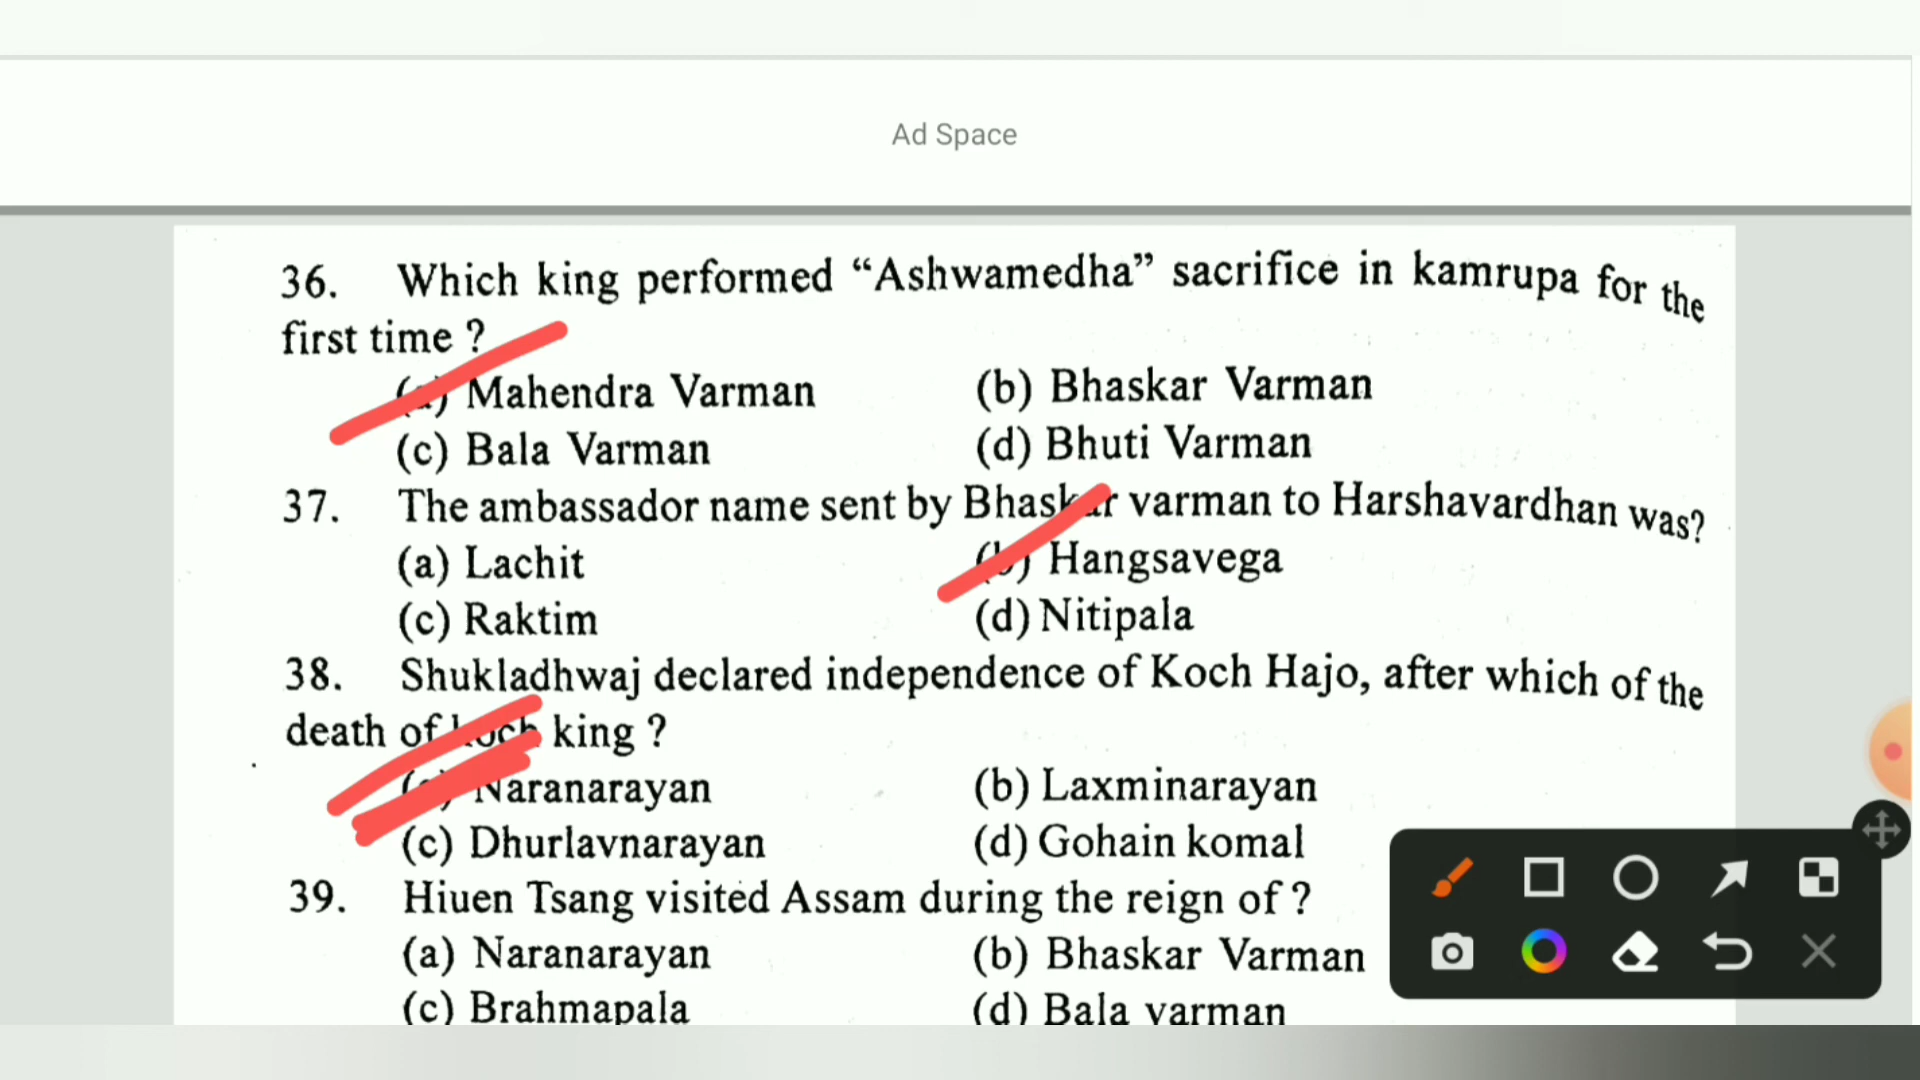 Ad Space
36. Which king performed “Ashwamedha” sacrifice in kamrupa for the
first time ?
(a) Mahendra Varman (b) Bhaskar Varman
(c) Bala Varman (d) Bhuti Varman
37. The ambassador name sent by Bhaskar varman to Harshavardhan was?
(a) Lachit (b) Hangsavega
(c) Raktim (d) Nitipala
38. Shukladhwaj declared independence of Koch Hajo, after which of the
death of koch king ?
(a) Naranarayan (b) Laxminarayan
(c) Dhurlavnarayan (d) Gohain komal
39. Hiuen Tsang visited Assam during the reign of ?
(a) Naranarayan (b) Bhaskar Varman
(c) Brahmapala (d) Bala varman